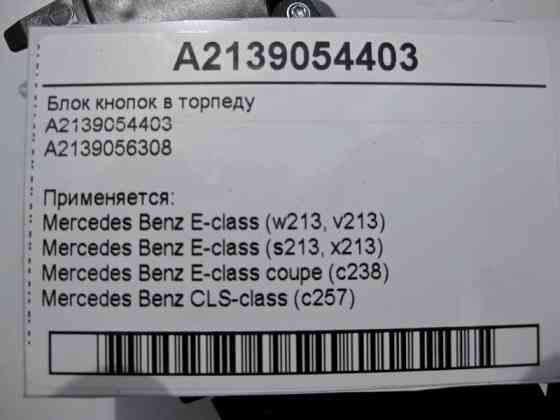 A2139054403
Блок кнопок в торпеду
A2139054403
A2139056308
Применяется:
Mercedes Benz E-class (w213, v213)
Mercedes Benz E-class (s213, x213)
Mercedes Benz E-class coupe (c238)
Mercedes Benz CLS-class (c257)